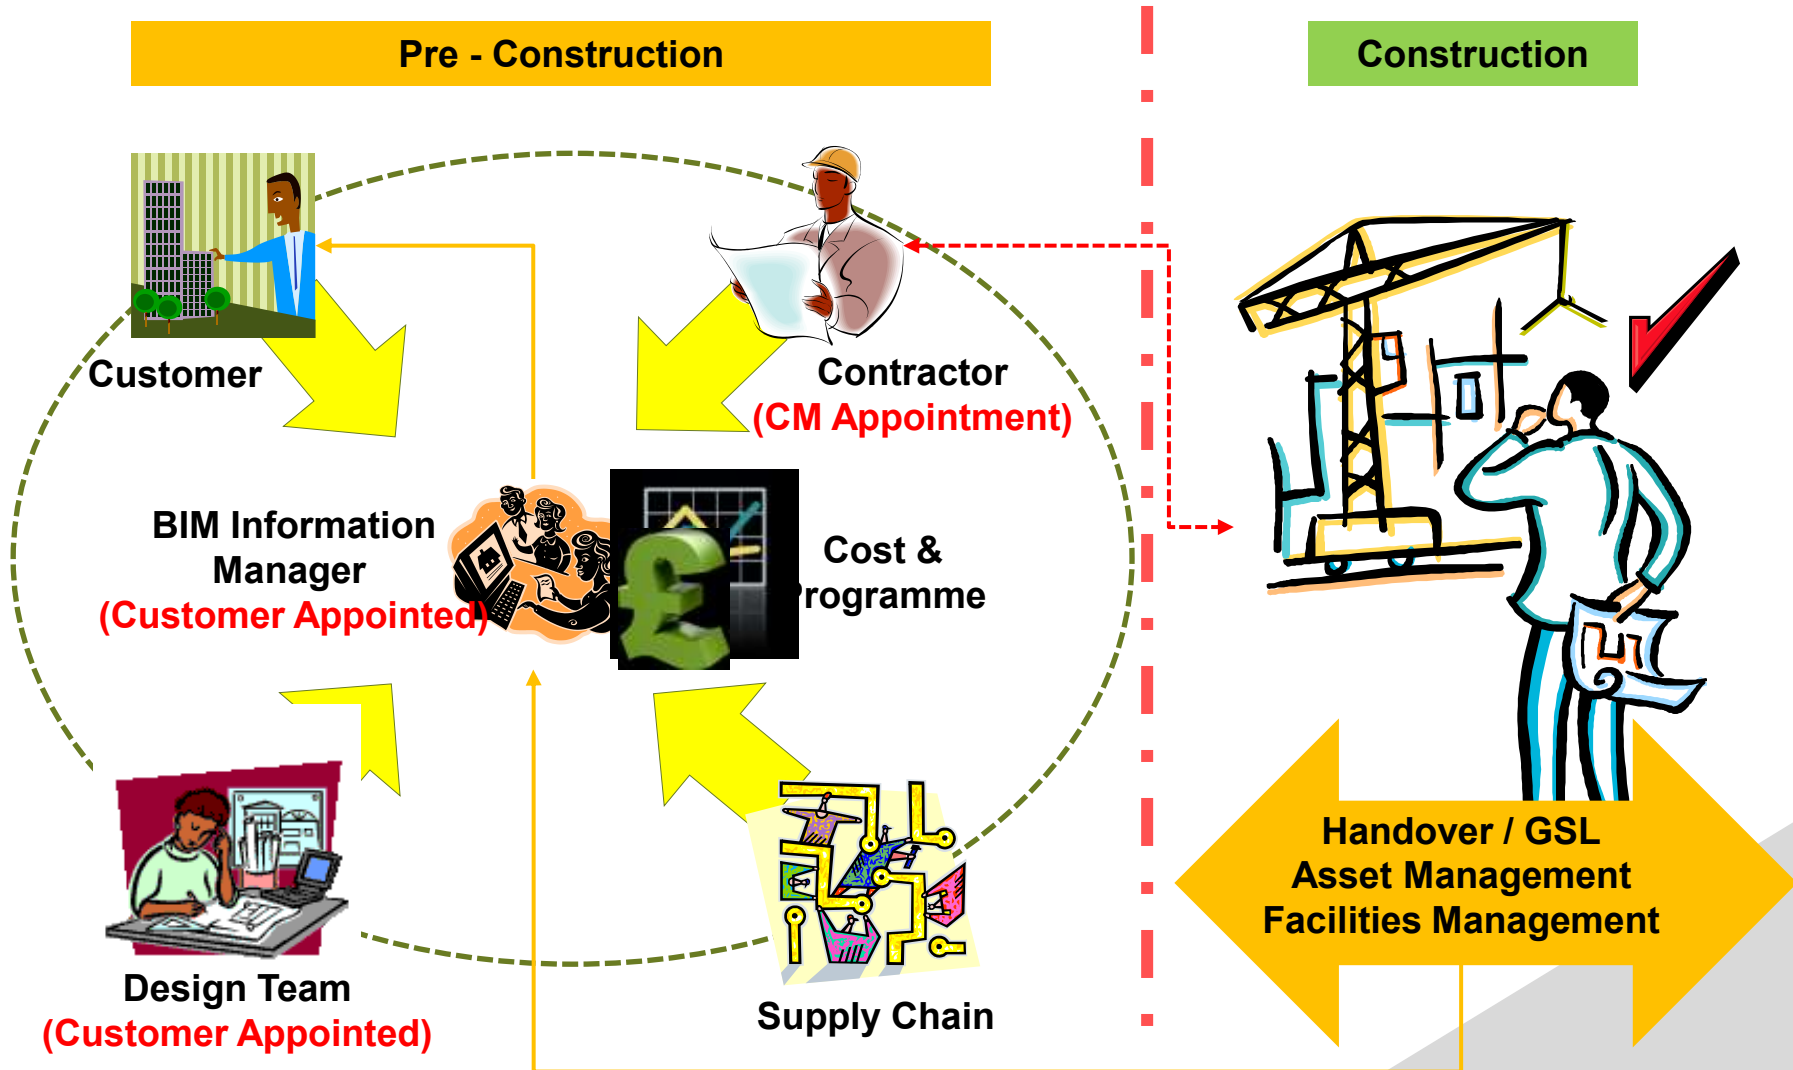 Pre - Construction
Construction
Customer
Contractor
(CM Appointment)
BIM Information
Manager
(Customer Appointed)
Cost &
rogramme
Design Team
(Customer Appointed)
Supply Chain
Handover / GSL
Asset Management
Facilities Management